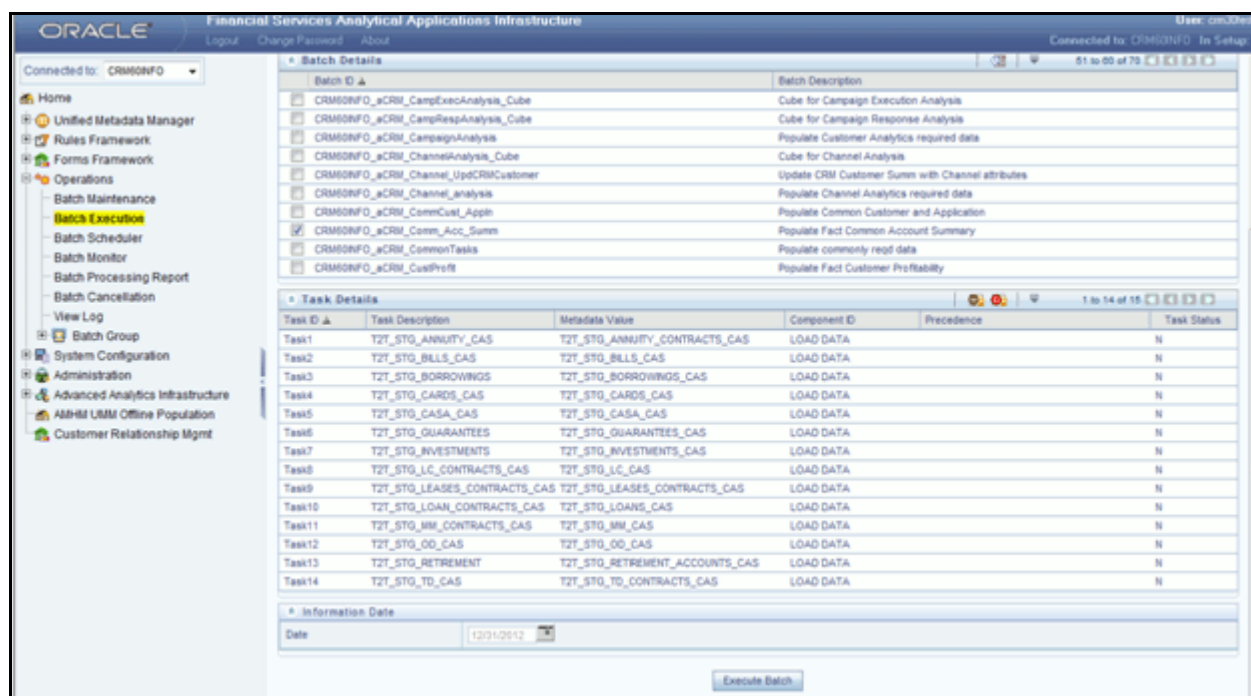 ORACLE
Financial Services Analytical Applications Infrastructure
User:
Logout Change Password About
Connected to: CRM60INFO In Setup:
Connected to: CRM60INFO
Home
Unified Metadata Manager
Rules Framework
Forms Framework
Operations
Batch Maintenance
Batch Execution
Batch Scheduler
Batch Monitor
Batch Processing Report
Batch Cancellation
View Log
Batch Group
System Configuration
Administration
Advanced Analytics Infrastructure
AMHM UMM Offline Population
Customer Relationship Mgmt
Batch Details 51 to 60 of 70
Batch ID Batch Description
CRM60INFO_aCRM_CampExecAnalysis_Cube Cube for Campaign Execution Analysis
CRM60INFO_aCRM_CampRespAnalysis_Cube Cube for Campaign Response Analysis
CRM60INFO_aCRM_CampaignAnalysis Populate Customer Analytics required data
CRM60INFO_aCRM_ChannelAnalysis_Cube Cube for Channel Analysis
CRM60INFO_aCRM_Channel_UpdCRMCustomer Update CRM Customer Summ with Channel attributes
CRM60INFO_aCRM_Channel_analysis Populate Channel Analytics required data
CRM60INFO_aCRM_CommCust_Appln Populate Common Customer and Application
CRM60INFO_aCRM_Comm_Acc_Summ Populate Fact Common Account Summary
CRM60INFO_aCRM_CommonTasks Populate commonly reqd data
CRM60INFO_aCRM_CustProfit Populate Fact Customer Profitability
Task Details 1 to 14 of 15
Task ID Task Description Metadata Value Component ID Precedence Task Status
Task1 T2T_STG_ANNUITY_CAS T2T_STG_ANNUITY_CONTRACTS_CAS LOAD DATA N
Task2 T2T_STG_BILLS_CAS T2T_STG_BILLS_CAS LOAD DATA N
Task3 T2T_STG_BORROWINGS T2T_STG_BORROWINGS_CAS LOAD DATA N
Task4 T2T_STG_CARDS_CAS T2T_STG_CARDS_CAS LOAD DATA N
Task5 T2T_STG_CASA_CAS T2T_STG_CASA_CAS LOAD DATA N
Task6 T2T_STG_GUARANTEES T2T_STG_GUARANTEES_CAS LOAD DATA N
Task7 T2T_STG_INVESTMENTS T2T_STG_INVESTMENTS_CAS LOAD DATA N
Task8 T2T_STG_LC_CONTRACTS_CAS T2T_STG_LC_CAS LOAD DATA N
Task9 T2T_STG_LEASES_CONTRACTS_CAS T2T_STG_LEASES_CONTRACTS_CAS LOAD DATA N
Task10 T2T_STG_LOAN_CONTRACTS_CAS T2T_STG_LOANS_CAS LOAD DATA N
Task11 T2T_STG_MM_CONTRACTS_CAS T2T_STG_MM_CAS LOAD DATA N
Task12 T2T_STG_OD_CAS T2T_STG_OD_CAS LOAD DATA N
Task13 T2T_STG_RETIREMENT T2T_STG_RETIREMENT_ACCOUNTS_CAS LOAD DATA N
Task14 T2T_STG_TD_CAS T2T_STG_TD_CONTRACTS_CAS LOAD DATA N
Information Date
Date 12/31/2012
Execute Batch